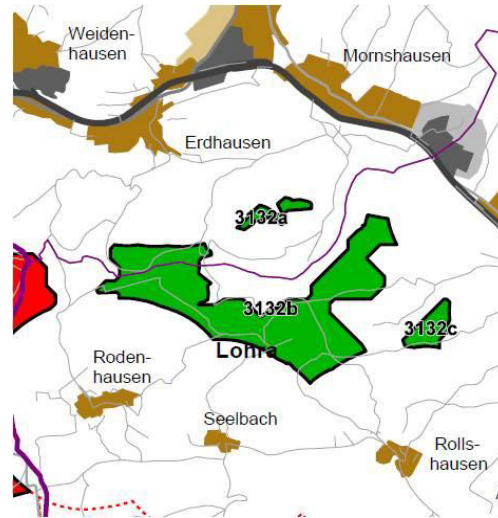 Weiden-
hausen
Mornshausen
Erdhausen
3132a
3132b
3132c
Lohra
Roden-
hausen
Seelbach
Rolls-
hausen